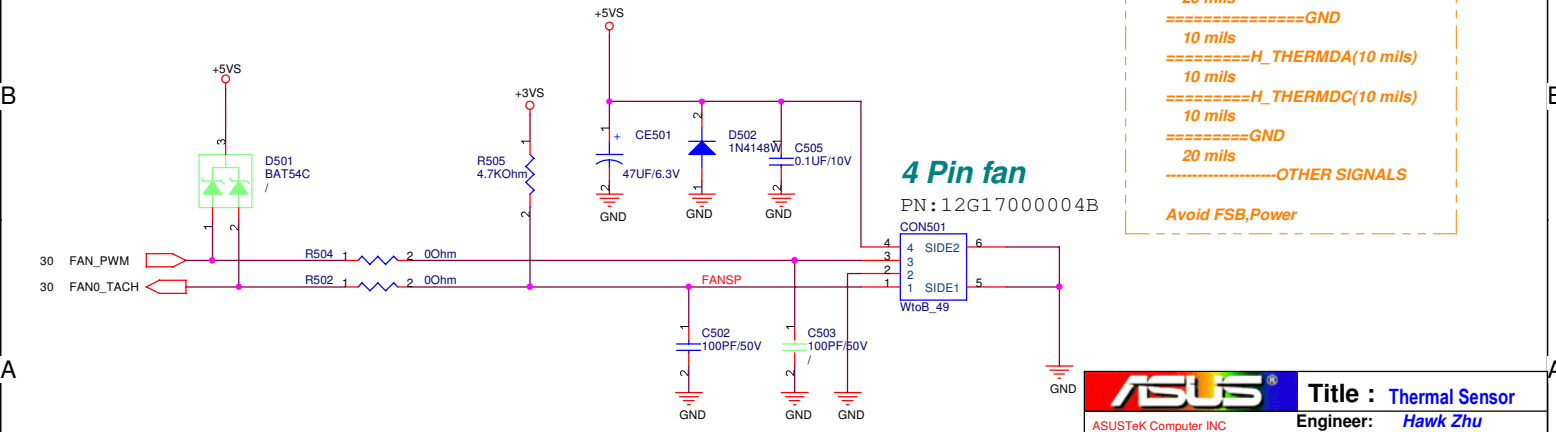 +5VS
20 mils
===============GND
10 mils
=========H_THERMDA(10 mils)
10 mils
=========H_THERMDC(10 mils)
10 mils
=========GND
20 mils
--------------------OTHER SIGNALS
Avoid FSB,Power
B
+5VS
3
D501
BAT54C
/
1
2
+3VS
1
R505
4.7KOhm
2
1
+
CE501
47UF/6.3V
2
GND
2
D502
1N4148W
1
GND
1
C505
0.1UF/10V
2
GND
4 Pin fan
PN:12G17000004B
CON501
4 4 SIDE2 6
3 3
2 2
1 1 SIDE1 5
WtoB_49
30 FAN_PWM
R504 1 2 0Ohm
30 FAN0_TACH
R502 1 2 0Ohm
FANSP
1
C502
100PF/50V
2
GND
1
C503
100PF/50V
/
2
GND
GND
GND
A
ASUS®
ASUSTeK Computer INC
Title : Thermal Sensor
Engineer: Hawk Zhu